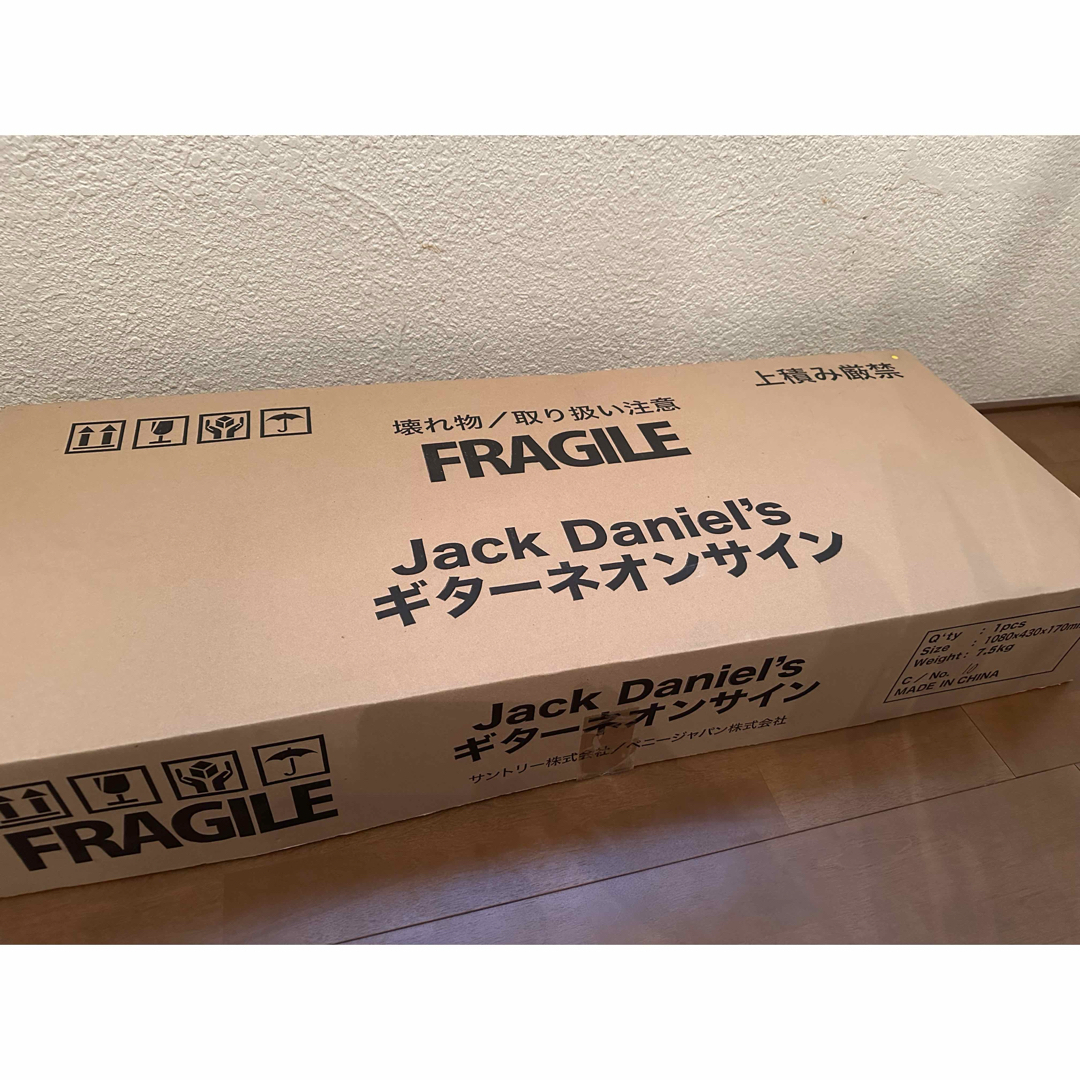 上積み厳禁
壊れ物／取り扱い注意
FRAGILE
Jack Daniel's
ギターネオンサイン
Jack Daniel's
ギターネオンサイン
サントリー株式会社／ベニージャパン株式会社
Q'ty : 1pcs
Size : 1080x430x170mm
Weight: 7.5kg
C / No. 10
MADE IN CHINA
FRAGILE